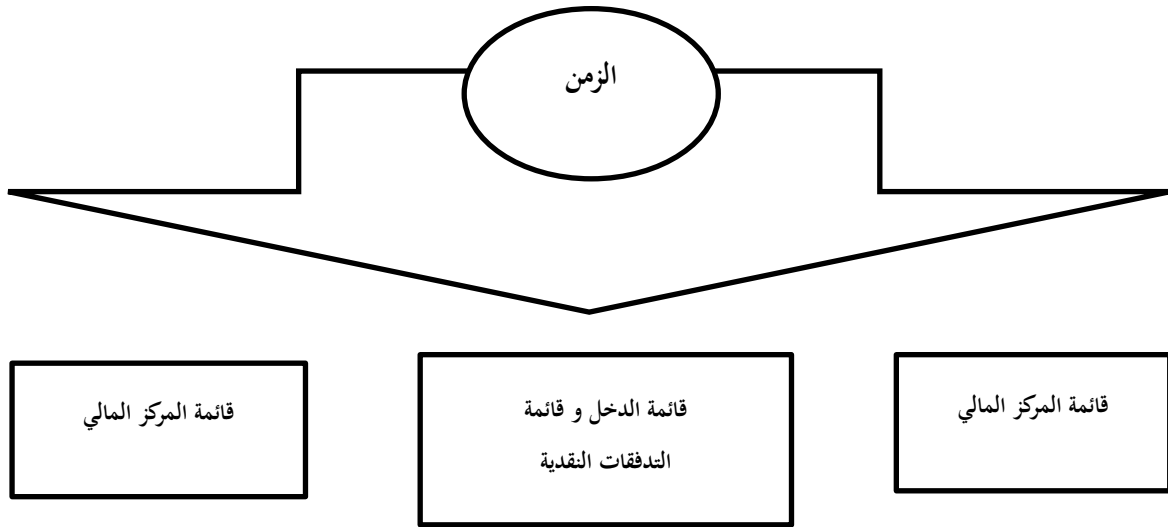 الزمن
قائمة المركز المالي
قائمة الدخل و قائمة
التدفقات النقدية
قائمة المركز المالي